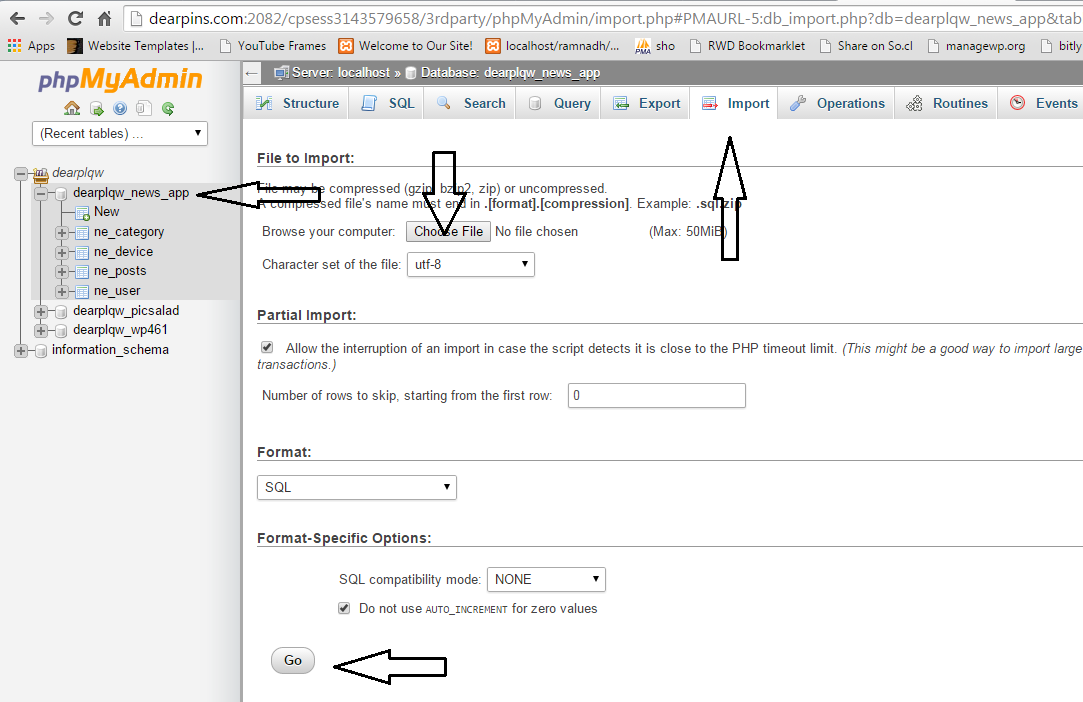 dearpins.com:2082/cpsess3143579658/3rdparty/phpMyAdmin/import.php#PMAURL-5:db_import.php?db=dearplqw_news_app&tab
Apps Website Templates |... YouTube Frames Welcome to Our Site! localhost/ramnadh/... PMA sho RWD Bookmarklet Share on So.cl managewp.org bitly
phpMyAdmin
(Recent tables) ...
dearplqw
dearplqw_news_app
New
ne_category
ne_device
ne_posts
ne_user
dearplqw_picsalad
dearplqw_wp461
information_schema
Server: localhost » Database: dearplqw_news_app
Structure SQL Search Query Export Import Operations Routines Events
File to Import:
File may be compressed (gzip, bzip2, zip) or uncompressed.
A compressed file's name must end in .[format].[compression]. Example: .sql.zip
Browse your computer: Choose File No file chosen (Max: 50MiB)
Character set of the file: utf-8
Partial Import:
Allow the interruption of an import in case the script detects it is close to the PHP timeout limit. (This might be a good way to import large
transactions.)
Number of rows to skip, starting from the first row: 0
Format:
SQL
Format-Specific Options:
SQL compatibility mode: NONE
Do not use AUTO_INCREMENT for zero values
Go